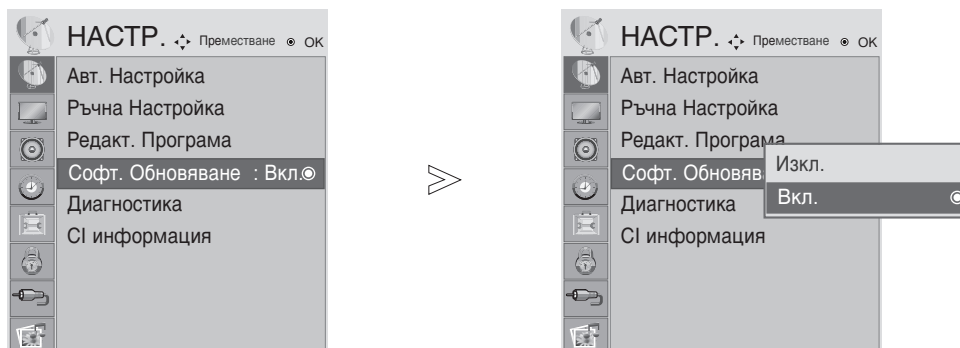 НАСТР. Преместване OK
Авт. Настройка
Ръчна Настройка
Редакт. Програма
Софт. Обновяване : Вкл.
Диагностика
CI информация
НАСТР. Преместване OK
Авт. Настройка
Ръчна Настройка
Редакт. Програма
Софт. Обновяв
Диагностика
CI информация
Изкл.
Вкл.